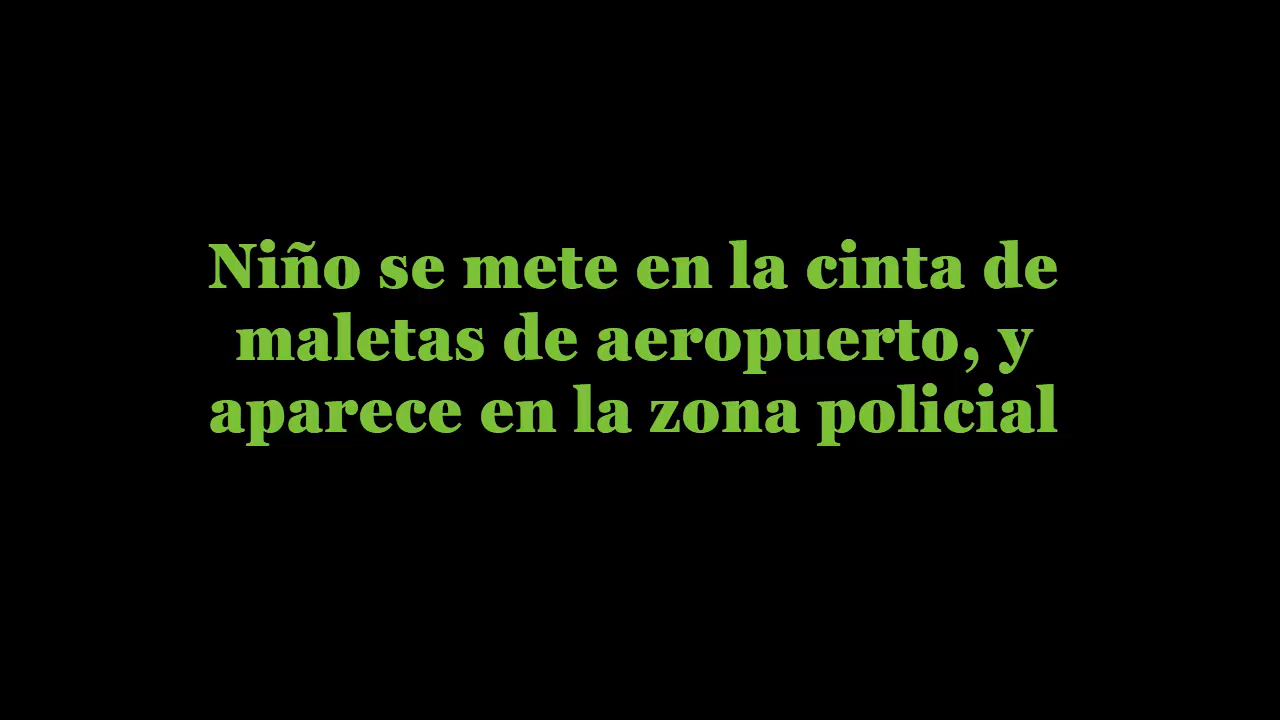 Niño se mete en la cinta de
maletas de aeropuerto, y
aparece en la zona policial